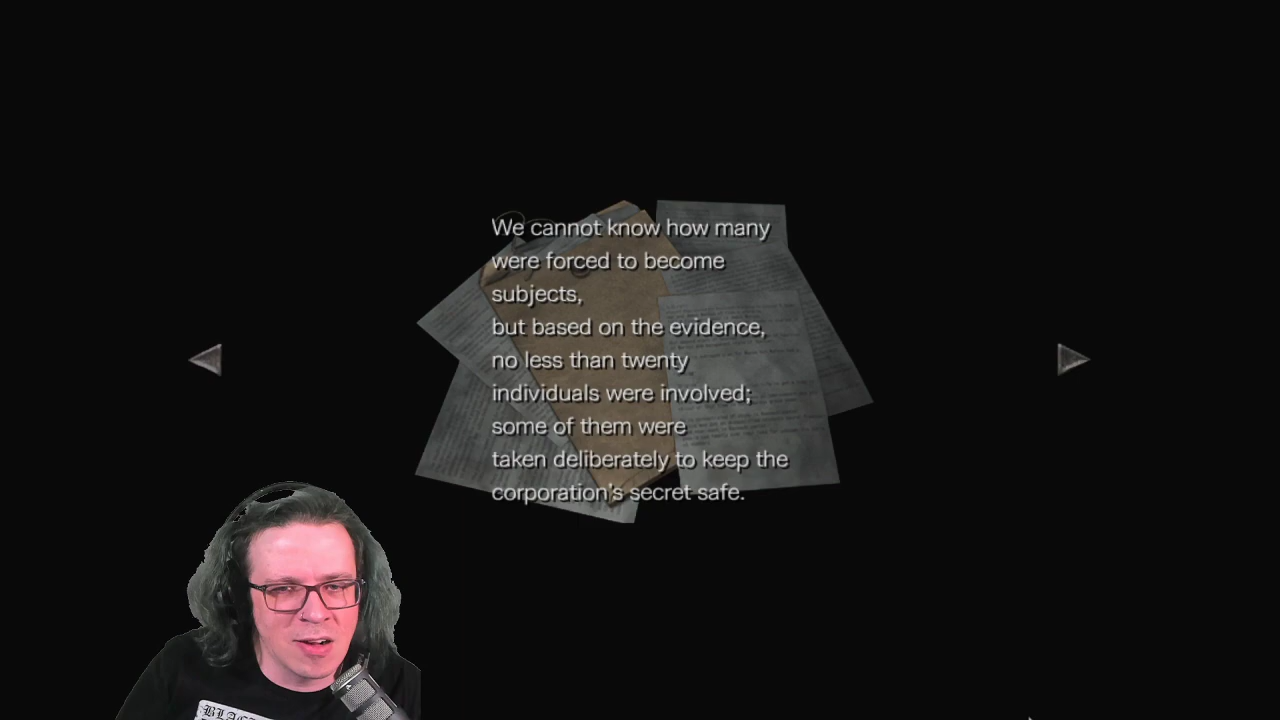 We cannot know how many
were forced to become
subjects,
but based on the evidence,
no less than twenty
individuals were involved;
some of them were
taken deliberately to keep the
corporation's secret safe.